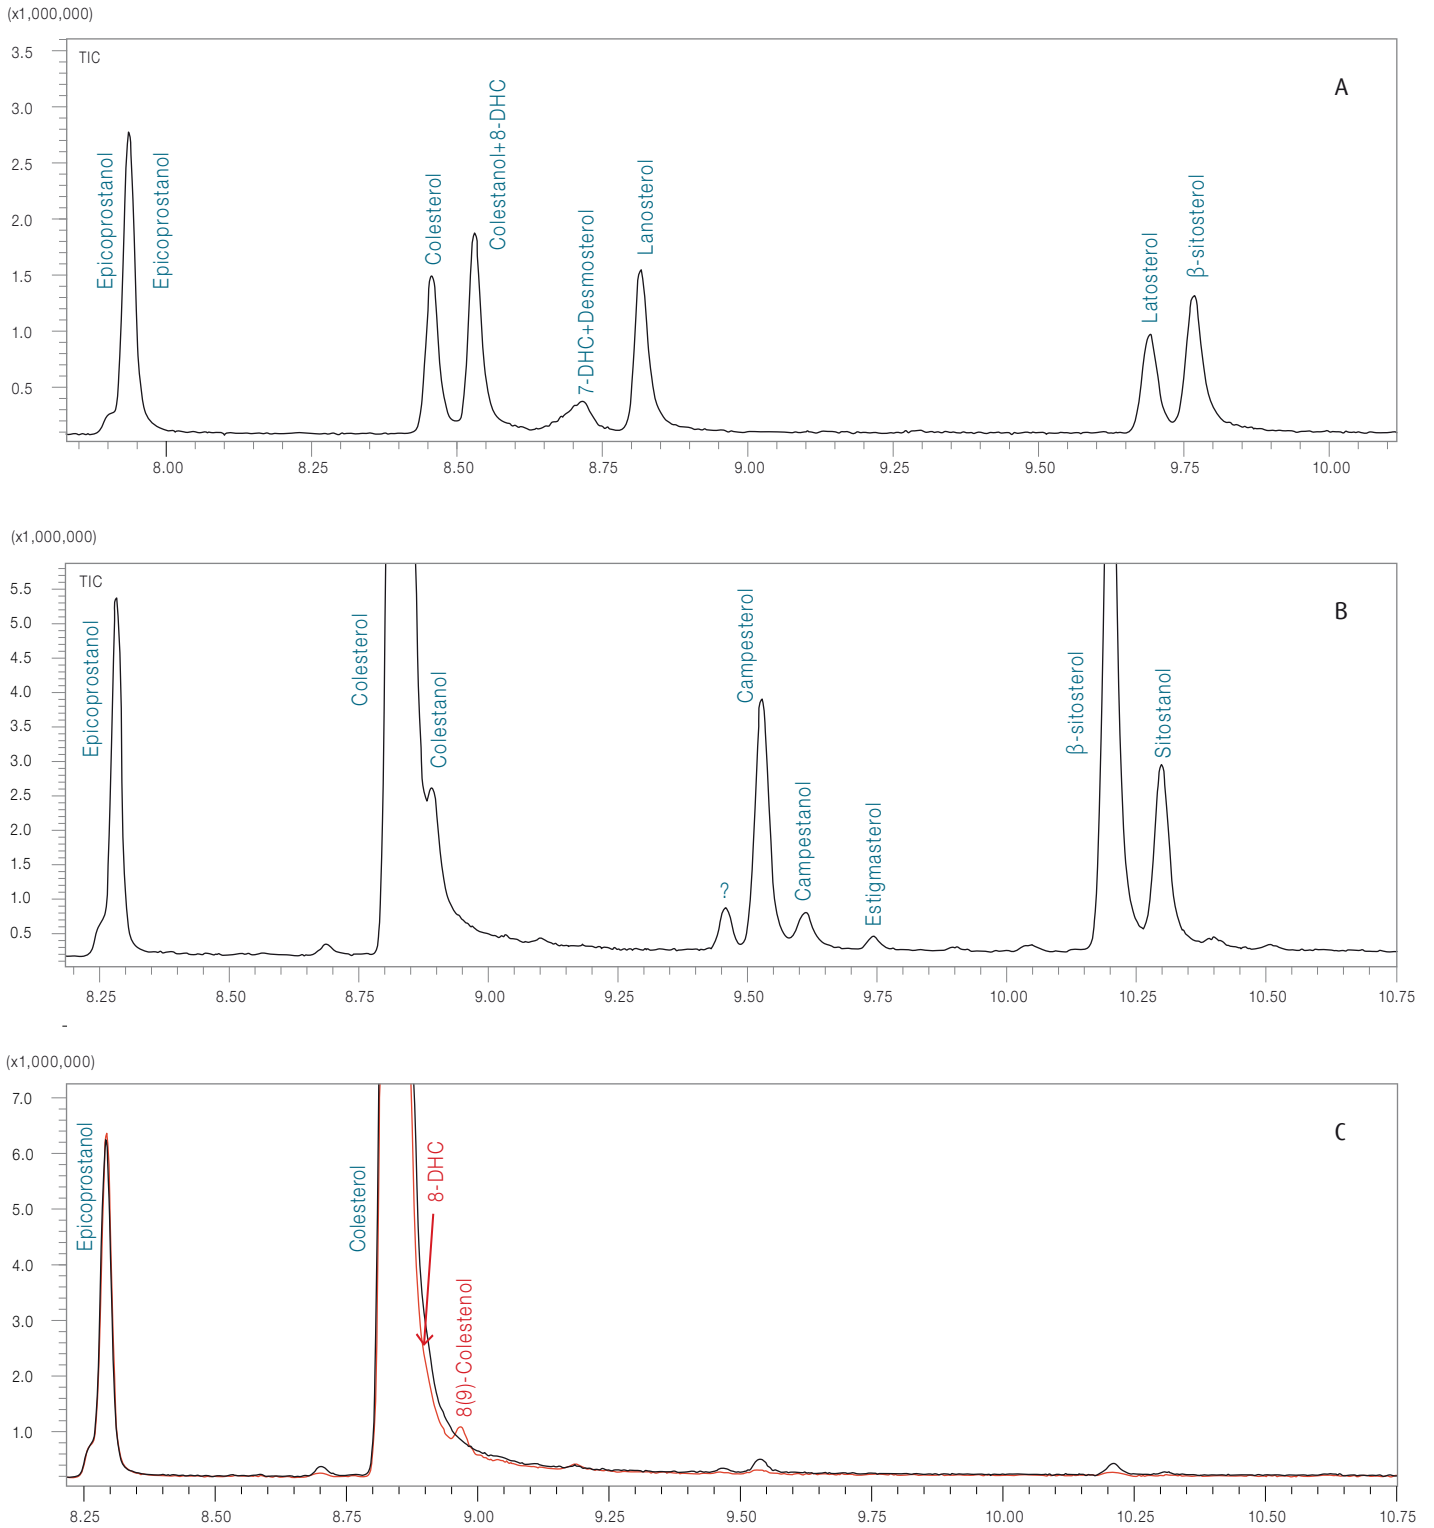 (x1,000,000)
TIC
A
3.5
3.0
2.5
2.0
1.5
1.0
0.5
Epicoprostanol
Epicoprostanol
Colesterol
Colestanol+8-DHC
7-DHC+Desmosterol
Lanosterol
Latosterol
β-sitosterol
8.00 8.25 8.50 8.75 9.00 9.25 9.50 9.75 10.00
(x1,000,000)
TIC
B
5.5
5.0
4.5
4.0
3.5
3.0
2.5
2.0
1.5
1.0
0.5
Epicoprostanol
Colesterol
Colestanol
?
Campesterol
Campestanol
Estigmasterol
β-sitosterol
Sitostanol
8.25 8.50 8.75 9.00 9.25 9.50 9.75 10.00 10.25 10.50 10.75
-
(x1,000,000)
C
7.0
6.0
5.0
4.0
3.0
2.0
1.0
Epicoprostanol
Colesterol
8-DHC
8(9)-Colestenol
8.25 8.50 8.75 9.00 9.25 9.50 9.75 10.00 10.25 10.50 10.75